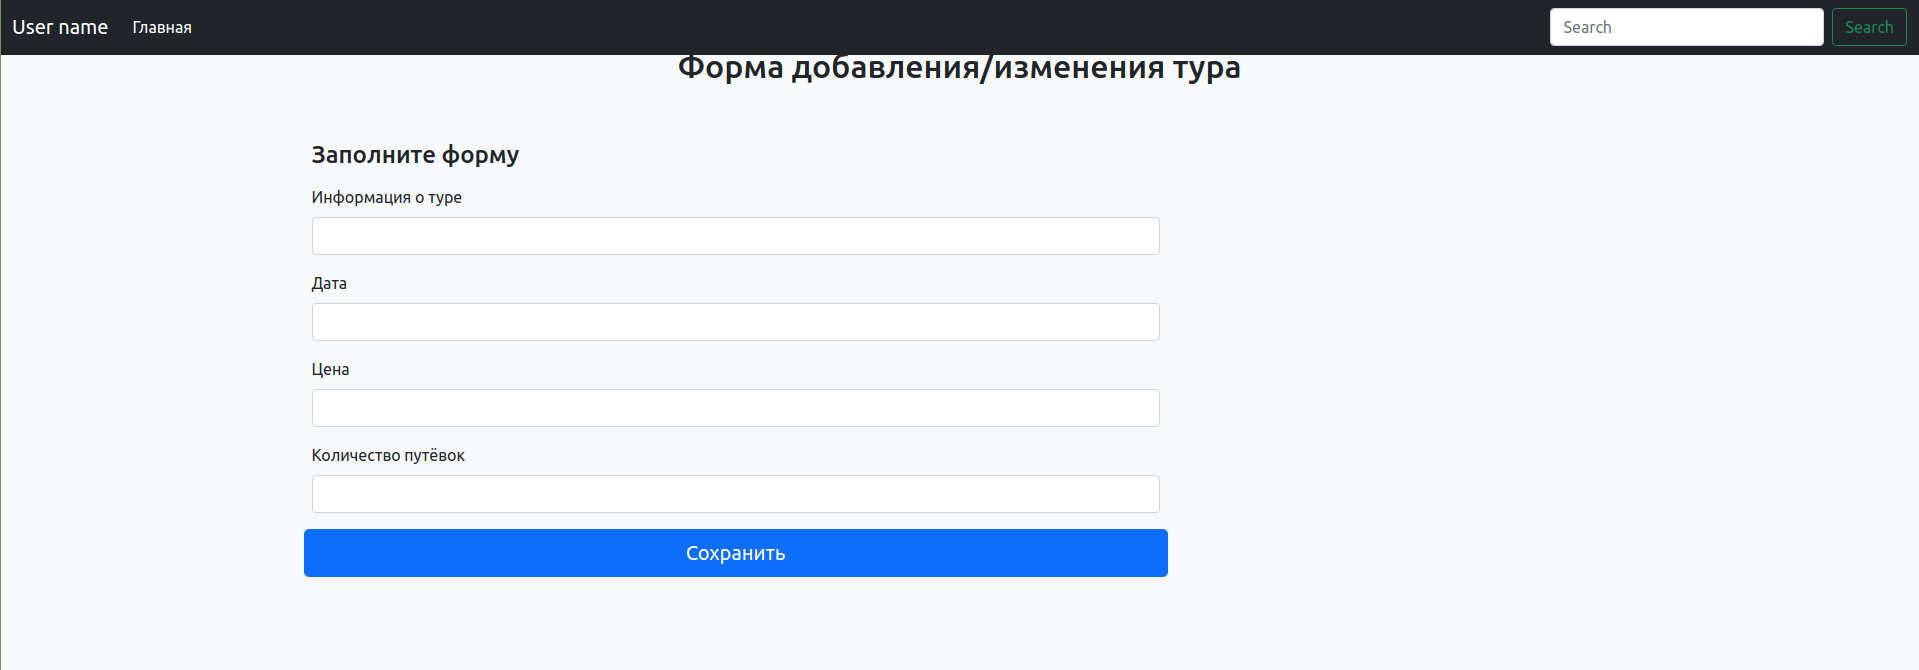 User name Главная Search Search
Форма добавления/изменения тура
Заполните форму
Информация о туре
Дата
Цена
Количество путёвок
Сохранить